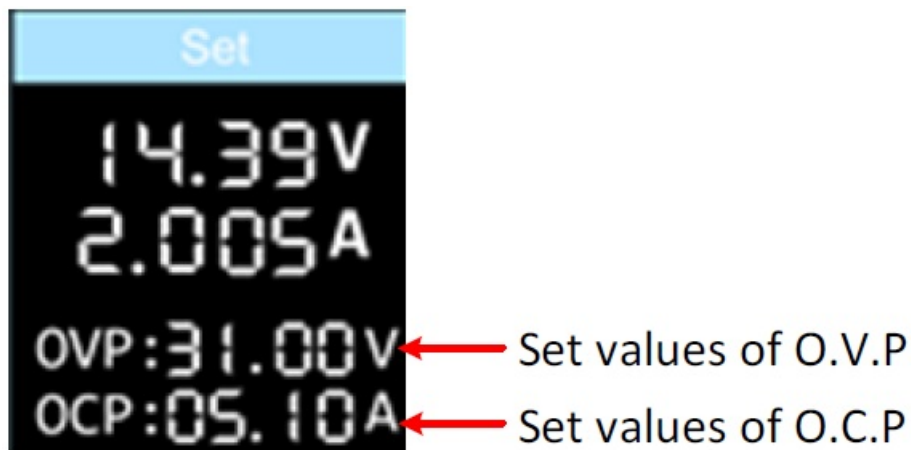 Set
14.39V
2.005A
OVP:31.00V
Set values of O.V.P
OCP:05.10A
Set values of O.C.P